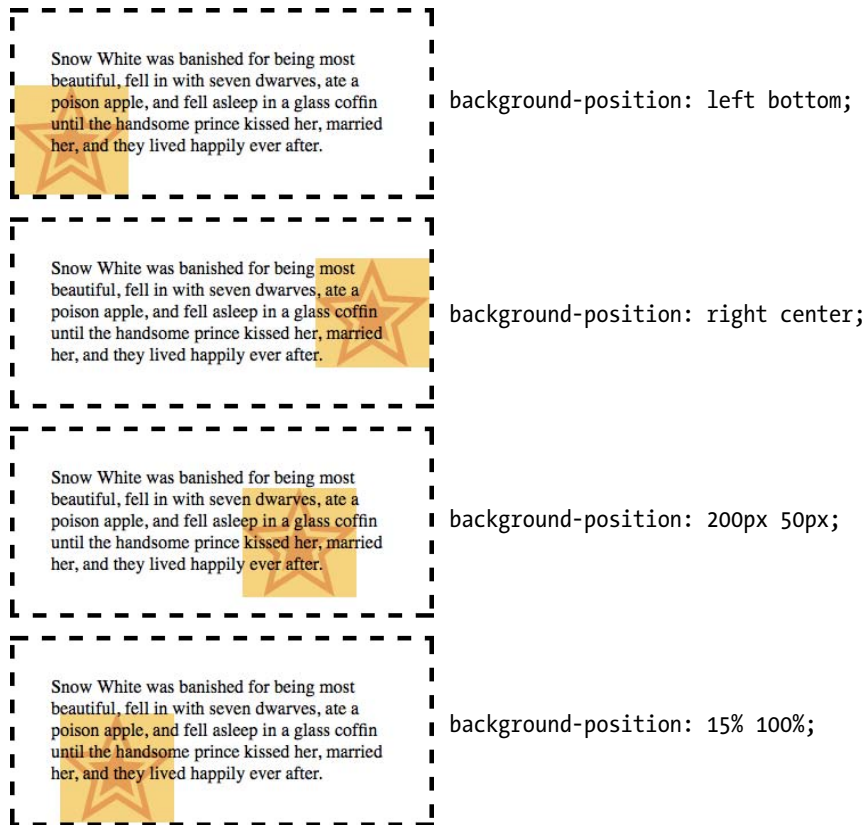 Snow White was banished for being most
beautiful, fell in with seven dwarves, ate a
poison apple, and fell asleep in a glass coffin
until the handsome prince kissed her, married
her, and they lived happily ever after.
background-position: left bottom;
Snow White was banished for being most
beautiful, fell in with seven dwarves, ate a
poison apple, and fell asleep in a glass coffin
until the handsome prince kissed her, married
her, and they lived happily ever after.
background-position: right center;
Snow White was banished for being most
beautiful, fell in with seven dwarves, ate a
poison apple, and fell asleep in a glass coffin
until the handsome prince kissed her, married
her, and they lived happily ever after.
background-position: 200px 50px;
Snow White was banished for being most
beautiful, fell in with seven dwarves, ate a
poison apple, and fell asleep in a glass coffin
until the handsome prince kissed her, married
her, and they lived happily ever after.
background-position: 15% 100%;